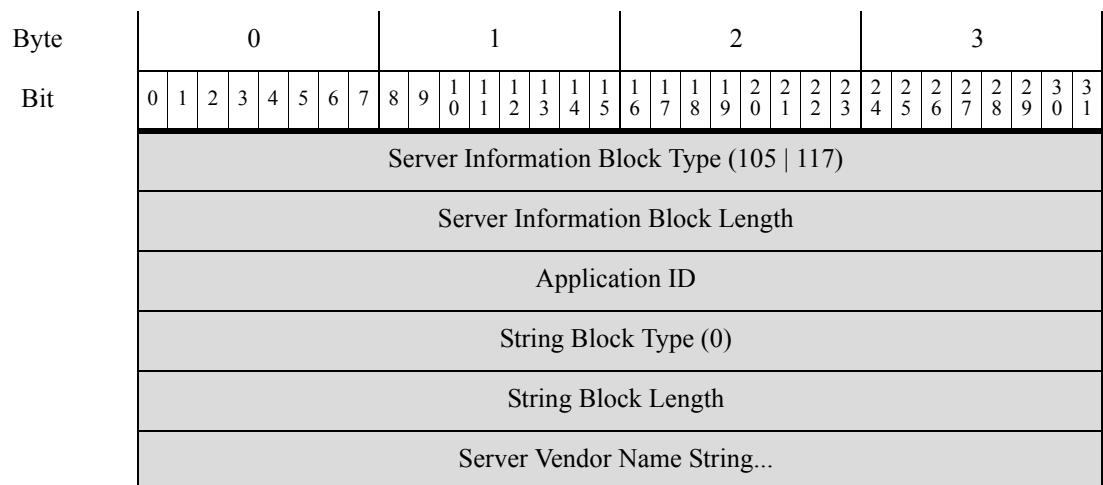 Byte 0 1 2 3
Bit 0 1 2 3 4 5 6 7 8 9 10 11 12 13 14 15 16 17 18 19 20 21 22 23 24 25 26 27 28 29 30 31
Server Information Block Type (105 | 117)
Server Information Block Length
Application ID
String Block Type (0)
String Block Length
Server Vendor Name String...